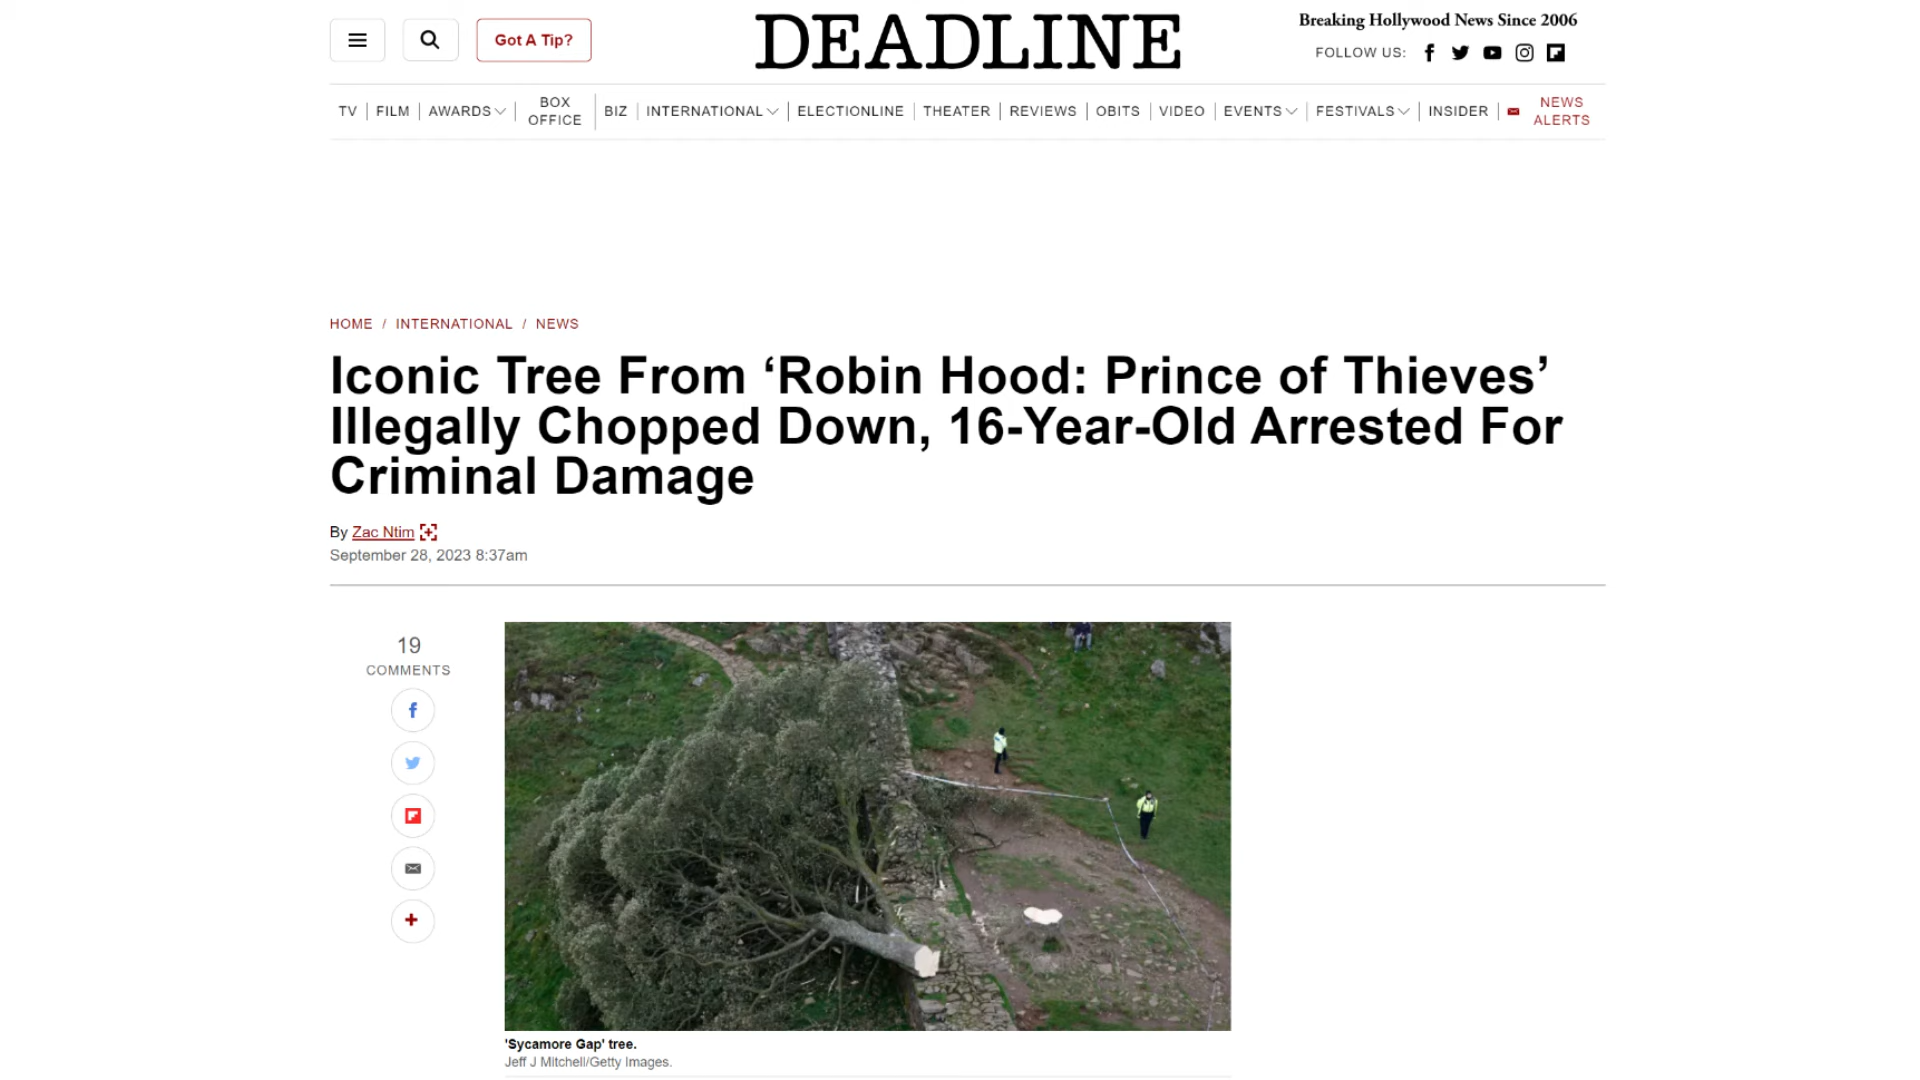 Got A Tip?
DEADLINE
Breaking Hollywood News Since 2006
FOLLOW US:
TV
FILM
AWARDS
BOX
OFFICE
BIZ
INTERNATIONAL
ELECTIONLINE
THEATER
REVIEWS
OBITS
VIDEO
EVENTS
FESTIVALS
INSIDER
NEWS
ALERTS
HOME / INTERNATIONAL / NEWS
Iconic Tree From ‘Robin Hood: Prince of Thieves’
Illegally Chopped Down, 16-Year-Old Arrested For
Criminal Damage
By Zac Ntim
September 28, 2023 8:37am
19
COMMENTS
'Sycamore Gap' tree.
Jeff J Mitchell/Getty Images.